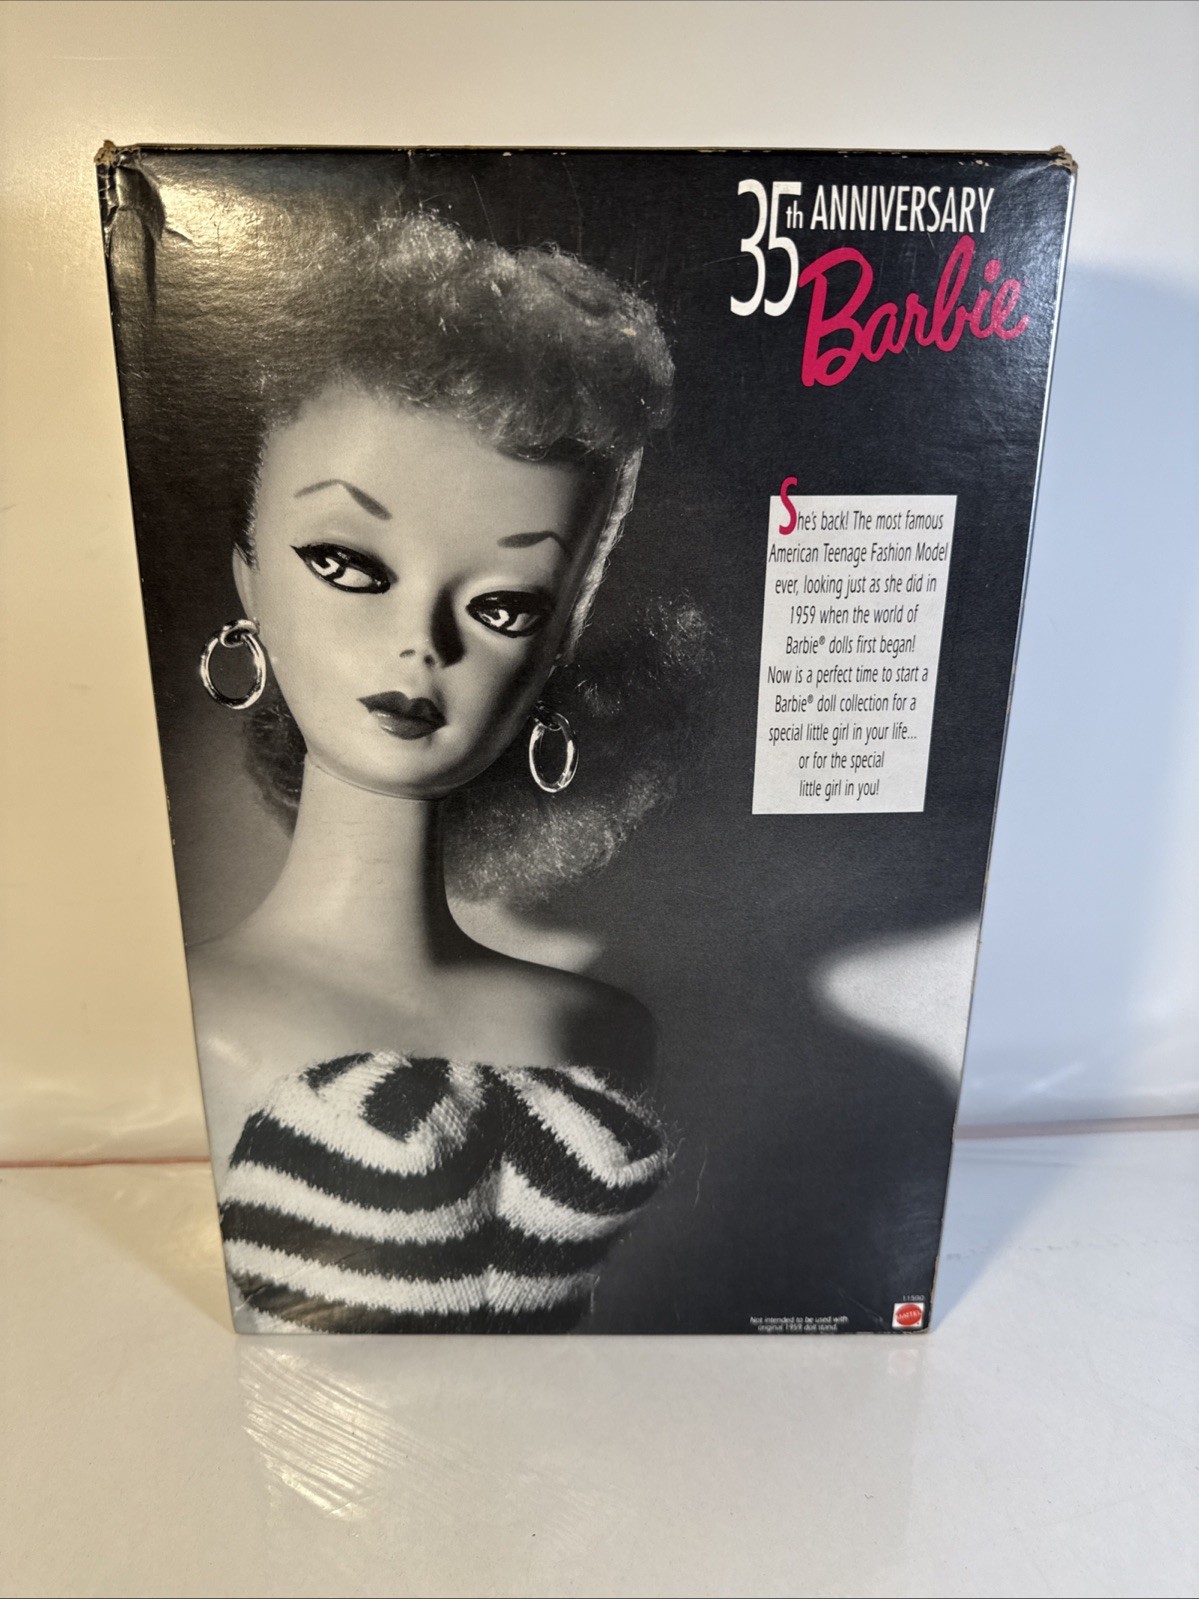 35th ANNIVERSARY
Barbie
She's back! The most famous
American Teenage Fashion Model
ever, looking just as she did in
1959 when the world of
Barbie® dolls first began!
Now is a perfect time to start a
Barbie® doll collection for a
special little girl in your life...
or for the special
little girl in you!
11590
Not intended to be used with
original 1959 doll stand.
MATTEL